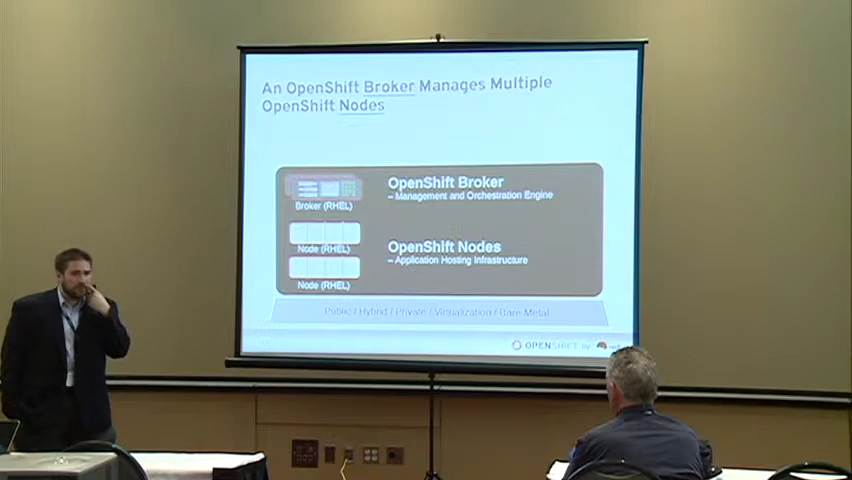 An OpenShift Broker Manages Multiple
OpenShift Nodes
OpenShift Broker
– Management and Orchestration Engine
Broker (RHEL)
OpenShift Nodes
– Application Hosting Infrastructure
Node (RHEL)
Node (RHEL)
Public / Hybrid / Private / Virtualization / Bare Metal
OPENSHIFT by